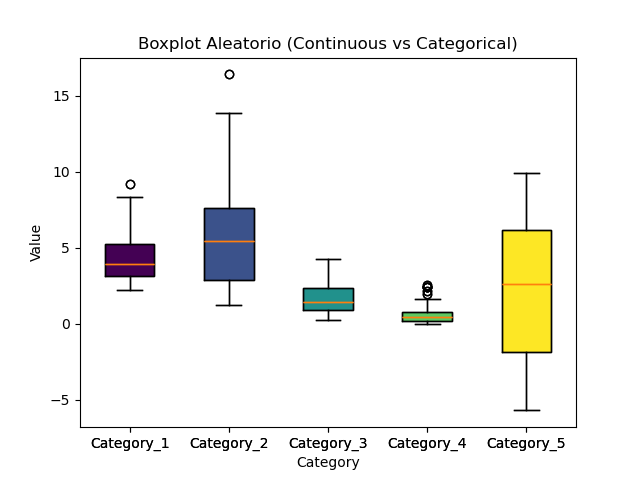 Boxplot Aleatorio (Continuous vs Categorical)
Value
15
10
5
0
−5
Category_1 Category_2 Category_3 Category_4 Category_5
Category